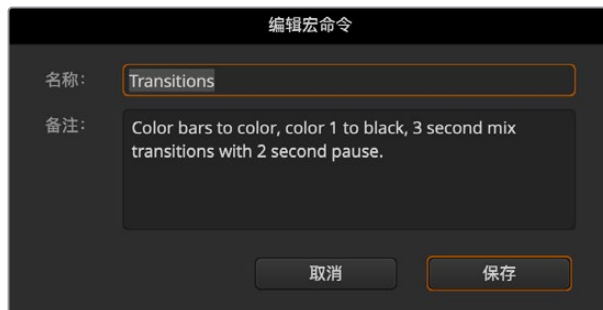 编辑宏命令
名称： Transitions
备注： Color bars to color, color 1 to black, 3 second mix
transitions with 2 second pause.
取消 保存